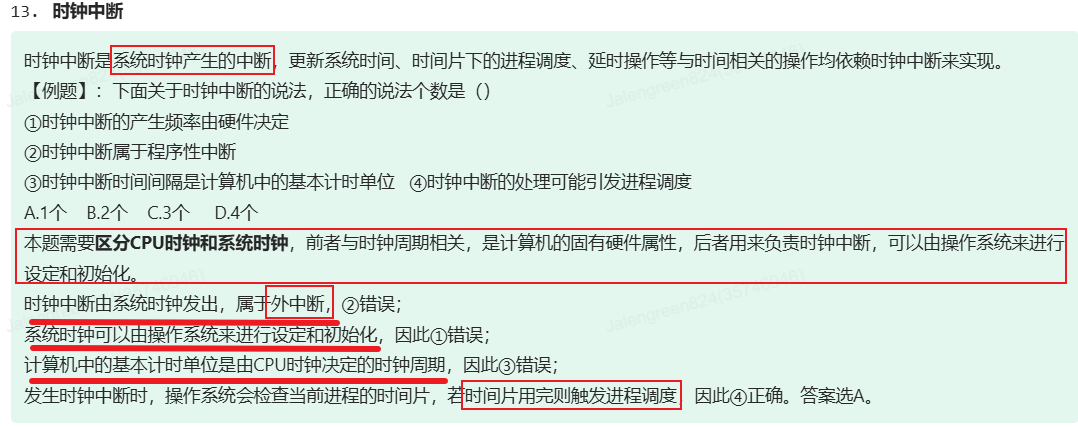 13. 时钟中断
时钟中断是系统时钟产生的中断，更新系统时间、时间片下的进程调度、延时操作等与时间相关的操作均依赖时钟中断来实现。
【例题】：下面关于时钟中断的说法，正确的说法个数是（）
①时钟中断的产生频率由硬件决定
②时钟中断属于程序性中断
③时钟中断时间间隔是计算机中的基本计时单位 ④时钟中断的处理可能引发进程调度
A.1个 B.2个 C.3个 D.4个
本题需要区分CPU时钟和系统时钟，前者与时钟周期相关，是计算机的固有硬件属性，后者用来负责时钟中断，可以由操作系统来进行
设定和初始化。
时钟中断由系统时钟发出，属于外中断，②错误；
系统时钟可以由操作系统来进行设定和初始化，因此①错误；
计算机中的基本计时单位是由CPU时钟决定的时钟周期，因此③错误；
发生时钟中断时，操作系统会检查当前进程的时间片，若时间片用完则触发进程调度，因此④正确。答案选A。